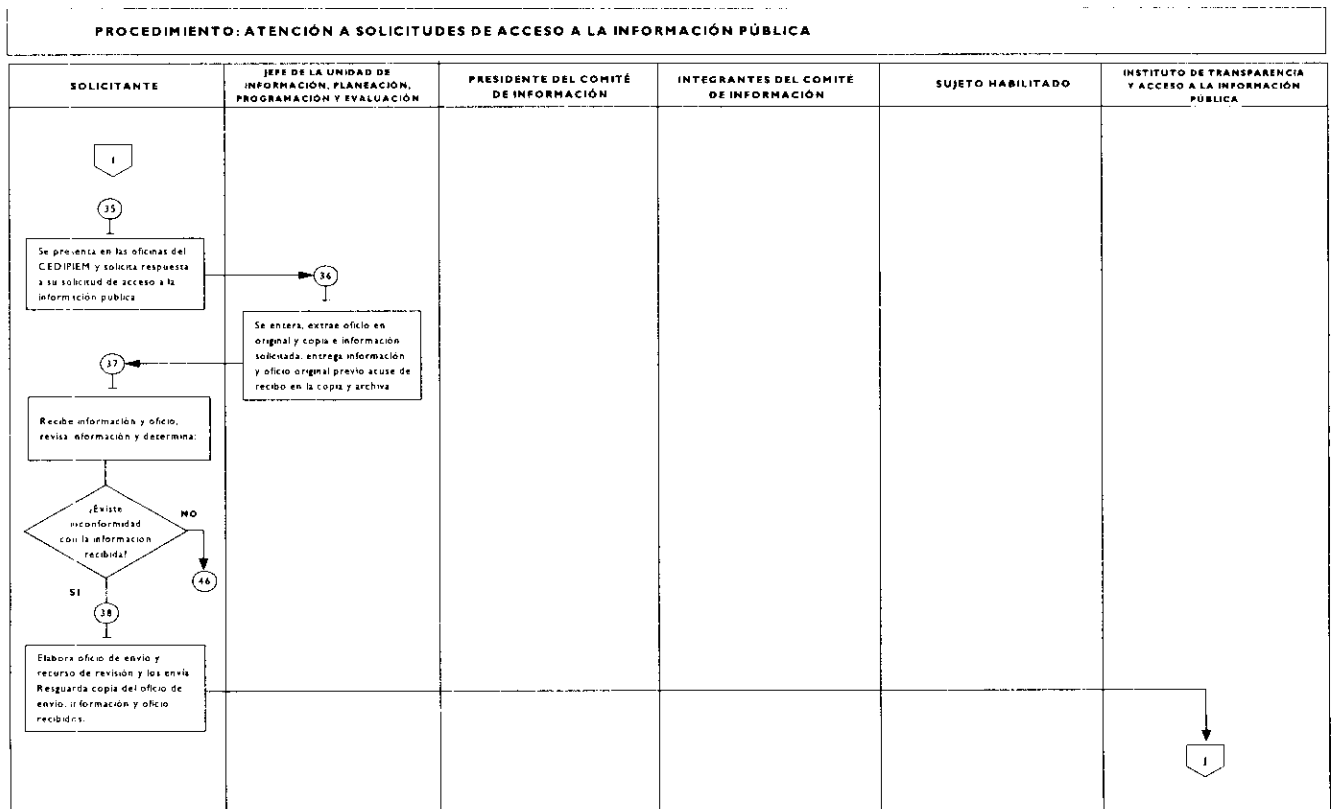 PROCEDIMIENTO: ATENCIÓN A SOLICITUDES DE ACCESO A LA INFORMACIÓN PÚBLICA
SOLICITANTE
JEFE DE LA UNIDAD DE
INFORMACIÓN, PLANEACIÓN,
PROGRAMACIÓN Y EVALUACIÓN
PRESIDENTE DEL COMITÉ
DE INFORMACIÓN
INTEGRANTES DEL COMITÉ
DE INFORMACIÓN
SUJETO HABILITADO
INSTITUTO DE TRANSPARENCIA
Y ACCESO A LA INFORMACIÓN
PÚBLICA
I
35
Se presenta en las oficinas del
CEDIPIEM y solicita respuesta
a su solicitud de acceso a la
información publica
36
Se entera, extrae oficio en
original y copia e información
solicitada, entrega información
y oficio original previo acuse de
recibo en la copia y archiva
37
Recibe información y oficio,
revisa información y determina:
¿Existe
inconformidad
con la información
recibida?
NO
46
SI
38
Elabora oficio de envío y
recurso de revisión y los envía
Resguarda copia del oficio de
envío, información y oficio
recibidos.
J